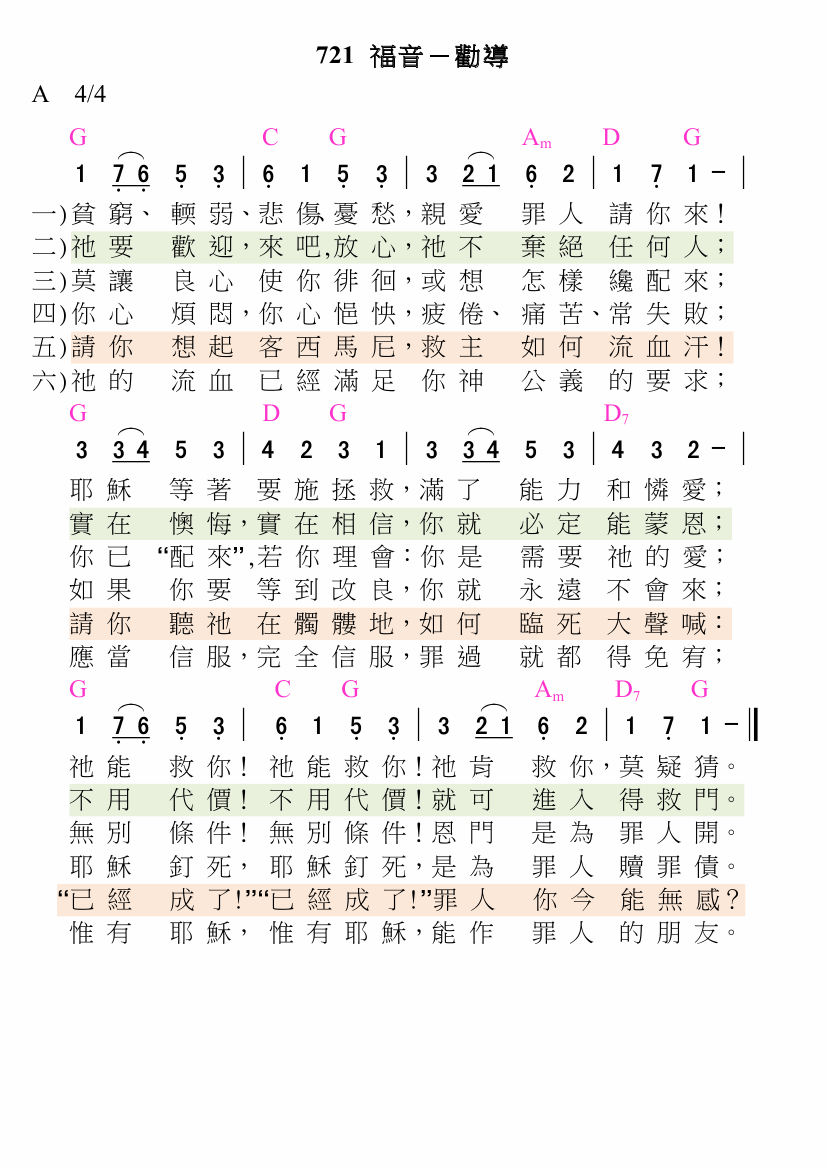 721 福音－勸導
A 4/4
G C G Am D G
1 7 6 5 3 | 6 1 5 3 | 3 2 1 6 2 | 1 7 1 - |
一)貧窮、輭弱、悲傷、憂愁，親愛罪人請你來！
二)祂要歡迎，來吧,放心，祂不棄絕任何人；
三)莫讓良心使你徘徊，或想怎樣纔配來；
四)你心煩悶，你心悒怏，疲倦、痛苦、常失敗；
五)請你想起客西馬尼，救主如何流血汗！
六)祂的流血已經滿足你神公義的要求；
G D G D7
3 3 4 5 3 | 4 2 3 1 | 3 3 4 5 3 | 4 3 2 - |
耶穌等著要施拯救，滿了能力和憐愛；
實在懊悔，實在相信，你就必定能蒙恩；
你已“配來”,若你理會：你是需要祂的愛；
如果你要等到改良，你就永遠不會來；
請你聽祂在髑髏地，如何臨死大聲喊：
應當信服，完全信服，罪過就都得免宥；
G C G Am D7 G
1 7 6 5 3 | 6 1 5 3 | 3 2 1 6 2 | 1 7 1 - ‖
祂能救你！祂能救你！祂肯救你，莫疑猜。
不用代價！不用代價！就可進入得救門。
無別條件！無別條件！恩門是為罪人開。
耶穌釘死，耶穌釘死，是為罪人贖罪債。
“已經成了!”“已經成了!”罪人你今能無感？
惟有耶穌，惟有耶穌，能作罪人的朋友。